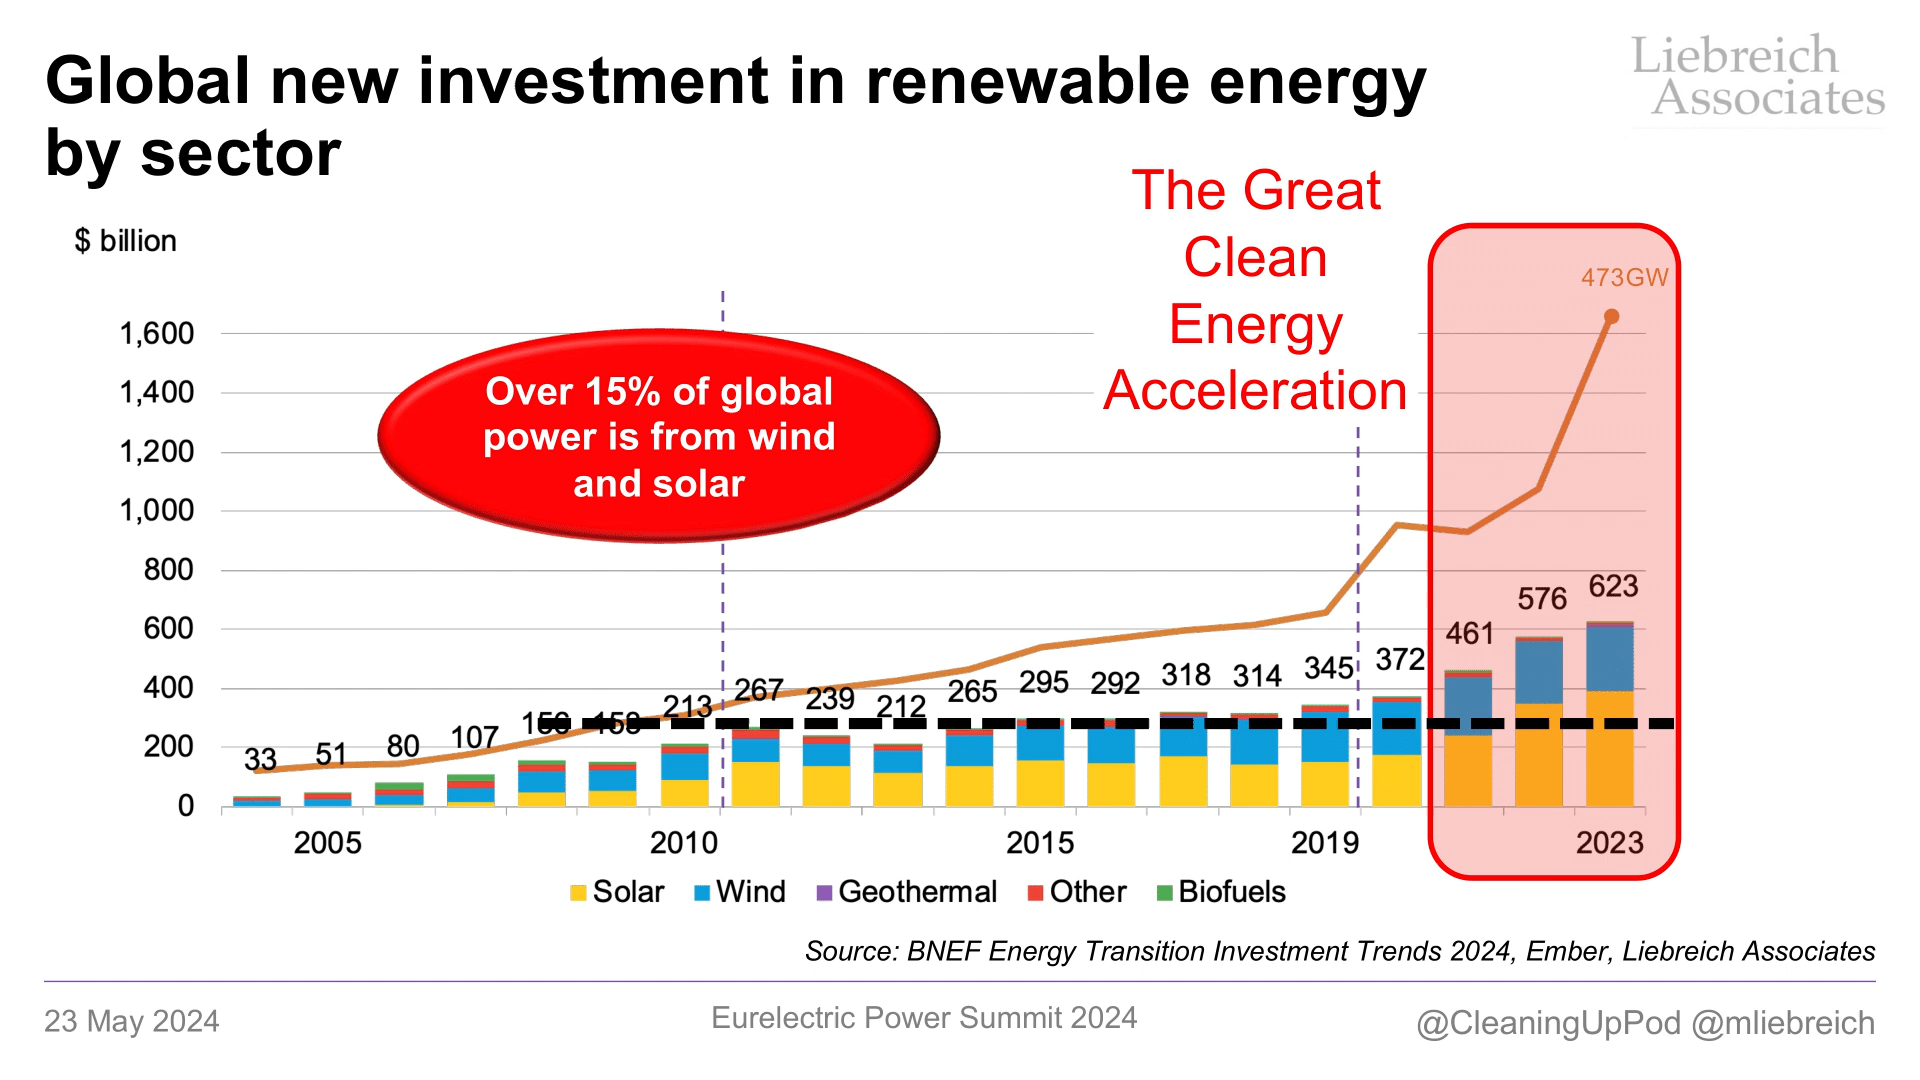 Global new investment in renewable energy
by sector
Liebreich
Associates
The Great
Clean
Energy
Acceleration
$ billion
473GW
1,600
1,400
1,200
1,000
800
600
400
200
0
Over 15% of global
power is from wind
and solar
33 51 80 107 213 267 239 212 265 295 292 318 314 345 372 461 576 623
2005 2010 2015 2019 2023
Solar Wind Geothermal Other Biofuels
Source: BNEF Energy Transition Investment Trends 2024, Ember, Liebreich Associates
23 May 2024 Eurelectric Power Summit 2024 @CleaningUpPod @mliebreich